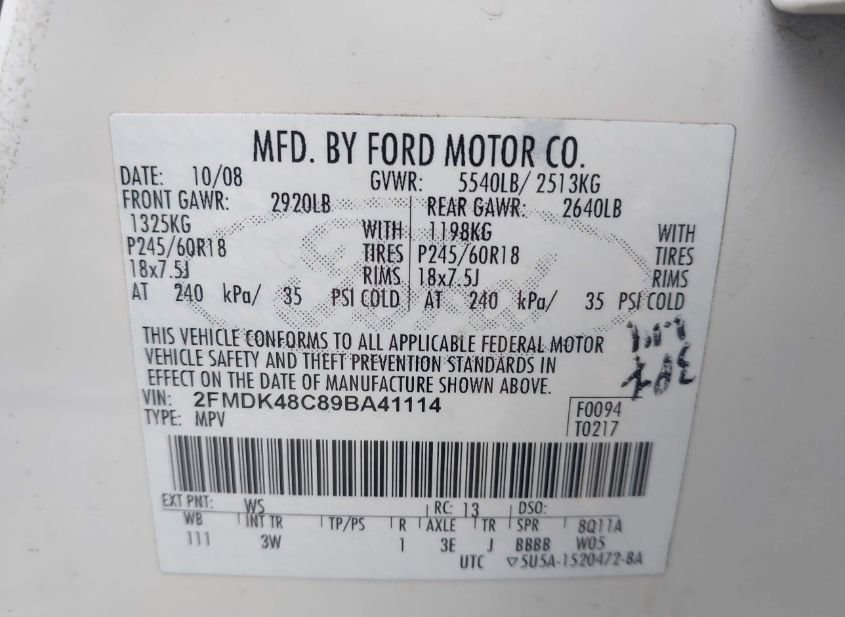 MFD. BY FORD MOTOR CO.
DATE: 10/08 GVWR: 5540LB/ 2513KG
FRONT GAWR: 2920LB REAR GAWR: 2640LB
1325KG WITH 1198KG WITH
P245/60R18 TIRES P245/60R18 TIRES
18x7.5J RIMS 18x7.5J RIMS
AT 240 kPa/ 35 PSI COLD AT 240 kPa/ 35 PSI COLD
THIS VEHICLE CONFORMS TO ALL APPLICABLE FEDERAL MOTOR
VEHICLE SAFETY AND THEFT PREVENTION STANDARDS IN
EFFECT ON THE DATE OF MANUFACTURE SHOWN ABOVE.
VIN: 2FMDK48C89BA41114 F0094
TYPE: MPV T0217
EXT PNT: WS RC: 13 DSO:
WB INT TR TP/PS R AXLE TR SPR 8Q11A
111 3W 1 3E J BBBB W05
UTC ▽5U5A-1520472-BA